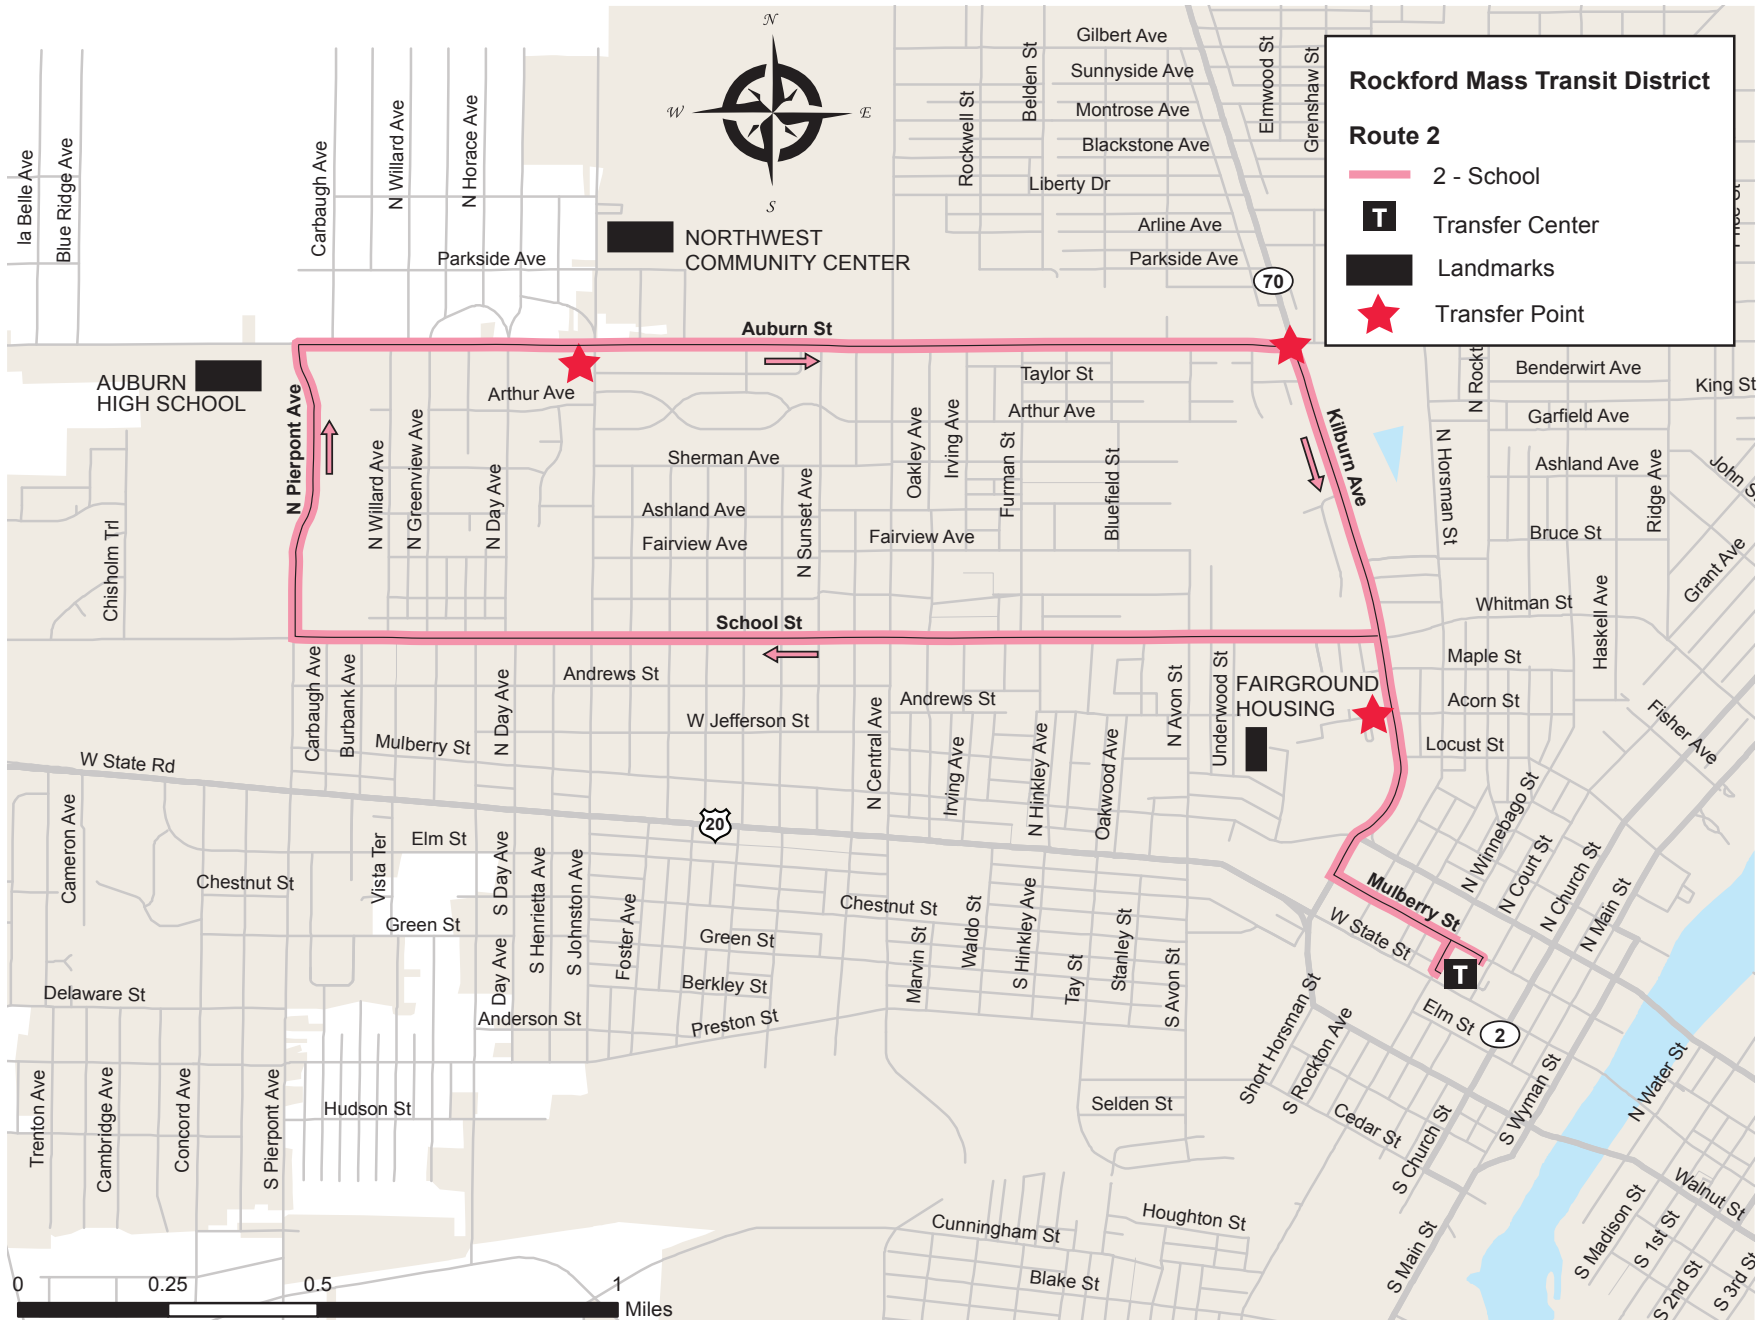 N
W
E
S
Rockford Mass Transit District
Route 2
2 - School
T
Transfer Center
Landmarks
Transfer Point
Gilbert Ave
Sunnyside Ave
Montrose Ave
Blackstone Ave
Liberty Dr
Arline Ave
Parkside Ave
Belden St
Rockwell St
Elmwood St
Grenshaw St
70
la Belle Ave
Blue Ridge Ave
Carbaugh Ave
N Willard Ave
N Horace Ave
Parkside Ave
NORTHWEST
COMMUNITY CENTER
Auburn St
AUBURN
HIGH SCHOOL
N Pierpont Ave
Arthur Ave
Taylor St
Arthur Ave
Benderwirt Ave
King St
Garfield Ave
N Rockt
Kilburn Ave
N Horsman St
Ashland Ave
Ridge Ave
John S
Bruce St
Grant Ave
Whitman St
Haskell Ave
Chisholm Trl
N Willard Ave
N Greenview Ave
N Day Ave
Sherman Ave
Ashland Ave
Fairview Ave
N Sunset Ave
Oakley Ave
Irving Ave
Furman St
Bluefield St
Fairview Ave
School St
Maple St
Acorn St
Locust St
Fisher Ave
FAIRGROUND
HOUSING
Carbaugh Ave
Burbank Ave
N Day Ave
Andrews St
W Jefferson St
Mulberry St
N Central Ave
Andrews St
Irving Ave
N Hinkley Ave
Oakwood Ave
N Avon St
Underwood St
W State Rd
20
Cameron Ave
Vista Ter
Elm St
Chestnut St
Green St
S Day Ave
S Henrietta Ave
S Johnston Ave
Day Ave
Foster Ave
Green St
Berkley St
Preston St
Anderson St
Delaware St
Chestnut St
Marvin St
Waldo St
S Hinkley Ave
Tay St
Stanley St
S Avon St
Mulberry St
W State St
T
Elm St
2
N Winnebago St
N Court St
N Church St
N Main St
Short Horsman St
S Rockton Ave
Cedar St
S Church St
S Wyman St
N Water St
Walnut St
S Madison St
S 1st St
S 2nd St
S 3rd St
S Main St
Selden St
Trenton Ave
Cambridge Ave
Concord Ave
S Pierpont Ave
Hudson St
Cunningham St
Houghton St
Blake St
0
0.25
0.5
1
Miles